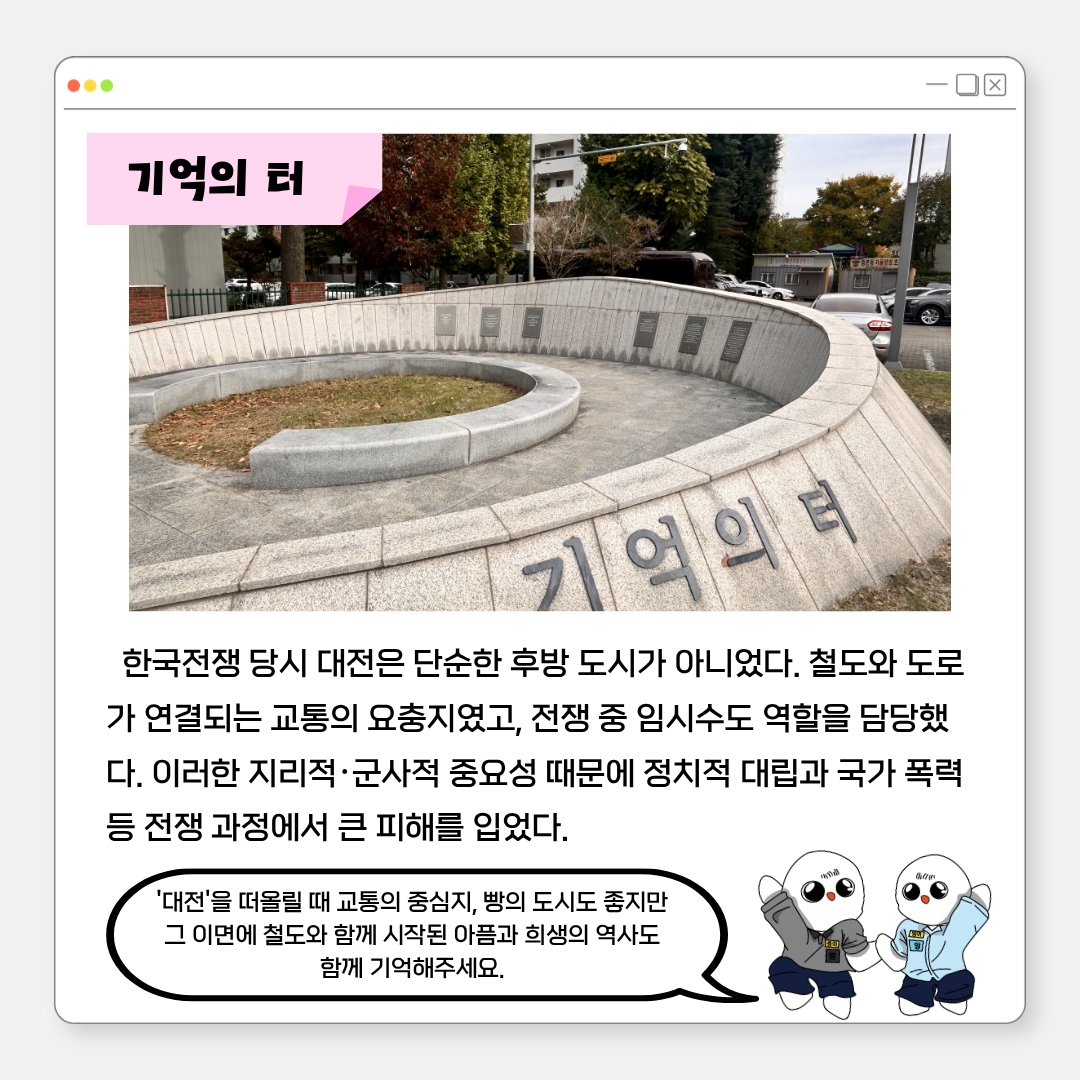 기억의 터
기억의 터
한국전쟁 당시 대전은 단순한 후방 도시가 아니었다. 철도와 도로
가 연결되는 교통의 요충지였고, 전쟁 중 임시수도 역할을 담당했
다. 이러한 지리적·군사적 중요성 때문에 정치적 대립과 국가 폭력
등 전쟁 과정에서 큰 피해를 입었다.
'대전'을 떠올릴 때 교통의 중심지, 빵의 도시도 좋지만
그 이면에 철도와 함께 시작된 아픔과 희생의 역사도
함께 기억해주세요.